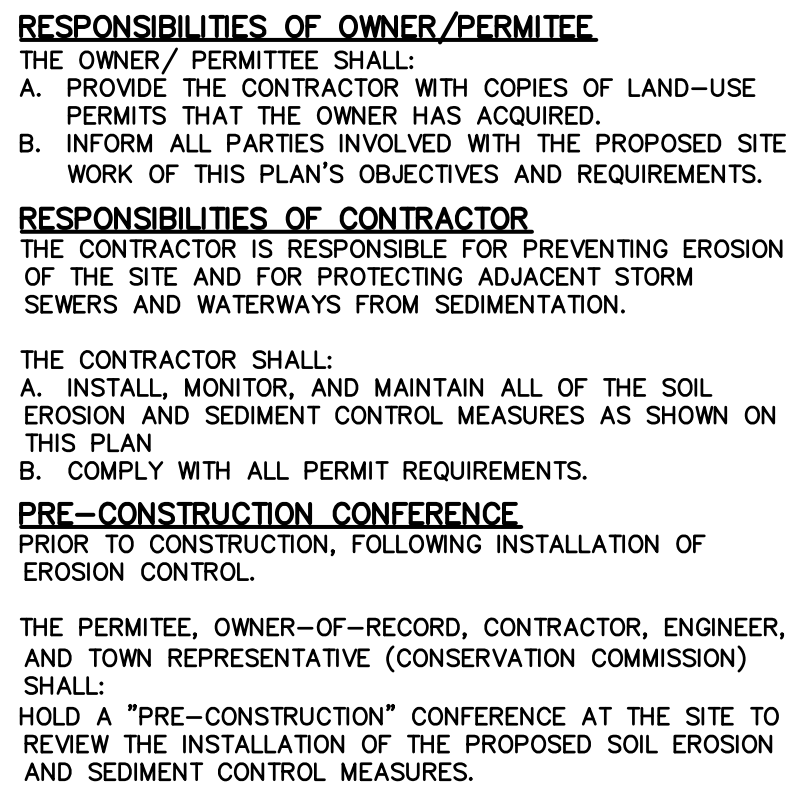 RESPONSIBILITIES OF OWNER/PERMITEE
THE OWNER/ PERMITTEE SHALL:
A. PROVIDE THE CONTRACTOR WITH COPIES OF LAND-USE
PERMITS THAT THE OWNER HAS ACQUIRED.
B. INFORM ALL PARTIES INVOLVED WITH THE PROPOSED SITE
WORK OF THIS PLAN'S OBJECTIVES AND REQUIREMENTS.
RESPONSIBILITIES OF CONTRACTOR
THE CONTRACTOR IS RESPONSIBLE FOR PREVENTING EROSION
OF THE SITE AND FOR PROTECTING ADJACENT STORM
SEWERS AND WATERWAYS FROM SEDIMENTATION.
THE CONTRACTOR SHALL:
A. INSTALL, MONITOR, AND MAINTAIN ALL OF THE SOIL
EROSION AND SEDIMENT CONTROL MEASURES AS SHOWN ON
THIS PLAN
B. COMPLY WITH ALL PERMIT REQUIREMENTS.
PRE-CONSTRUCTION CONFERENCE
PRIOR TO CONSTRUCTION, FOLLOWING INSTALLATION OF
EROSION CONTROL.
THE PERMITEE, OWNER-OF-RECORD, CONTRACTOR, ENGINEER,
AND TOWN REPRESENTATIVE (CONSERVATION COMMISSION)
SHALL:
HOLD A "PRE-CONSTRUCTION" CONFERENCE AT THE SITE TO
REVIEW THE INSTALLATION OF THE PROPOSED SOIL EROSION
AND SEDIMENT CONTROL MEASURES.